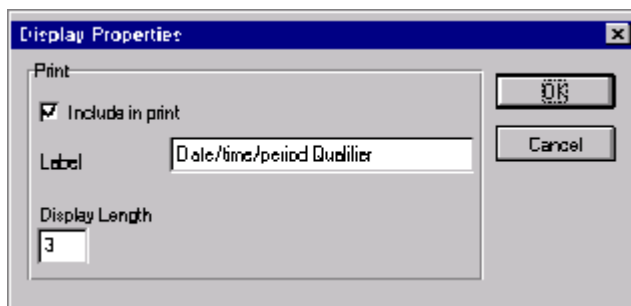 Display Properties
Print
Include in print
Label
Date/time/period Qualifier
Display Length
3
OK
Cancel